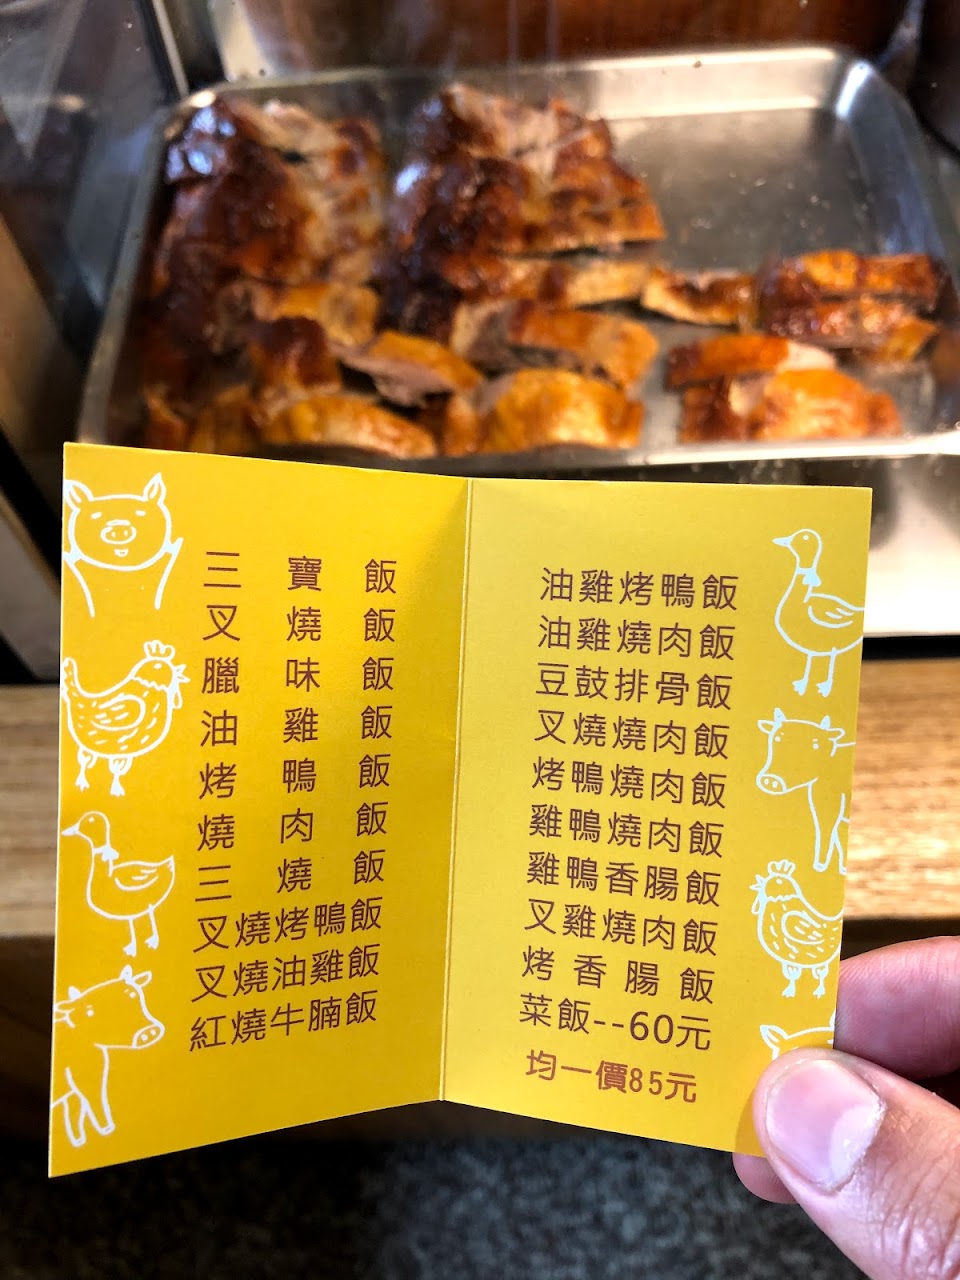 三寶飯
叉燒飯
臘味飯
油雞飯
烤鴨飯
燒肉飯
三燒飯
叉燒烤鴨飯
叉燒油雞飯
紅燒牛腩飯
油雞烤鴨飯
油雞燒肉飯
豆鼓排骨飯
叉燒燒肉飯
烤鴨燒肉飯
雞鴨燒肉飯
雞鴨香腸飯
叉雞燒肉飯
烤香腸飯
菜飯--60元
均一價85元